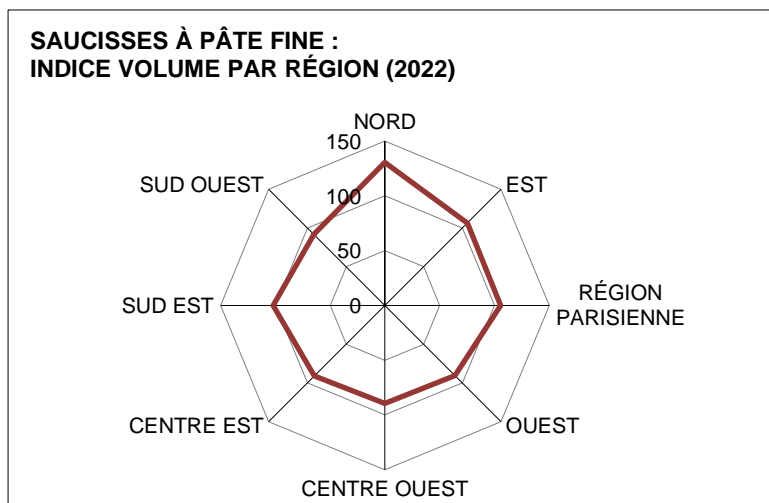 SAUCISSES À PÂTE FINE :
INDICE VOLUME PAR RÉGION (2022)
NORD
150
SUD OUEST
EST
100
50
SUD EST
0
RÉGION
PARISIENNE
CENTRE EST
OUEST
CENTRE OUEST